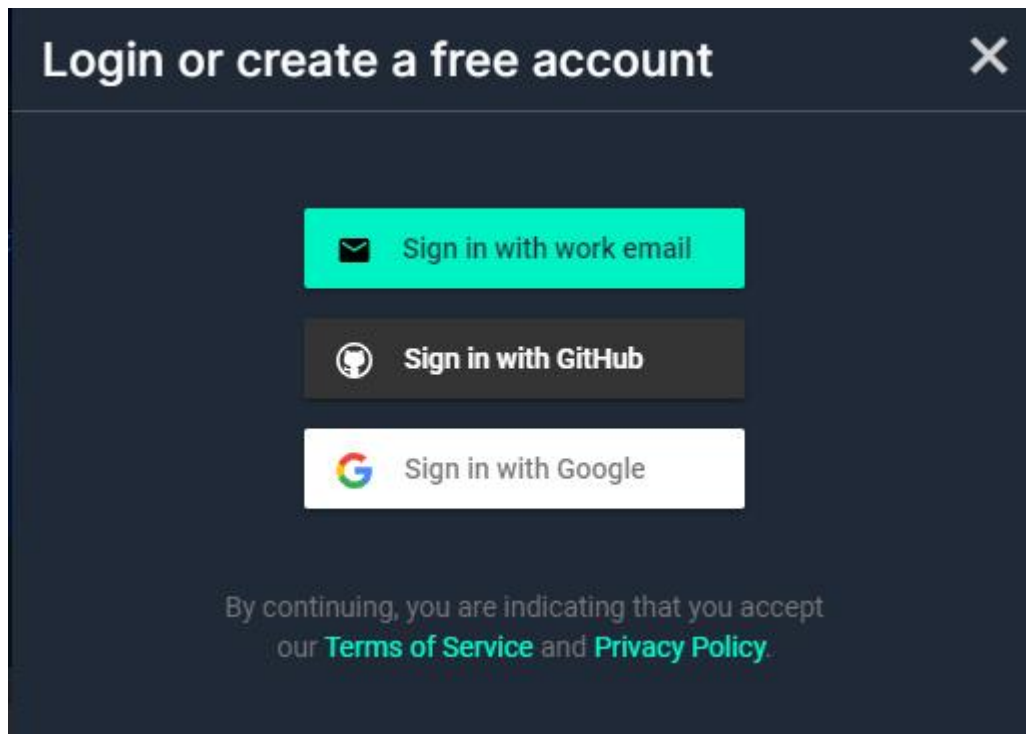 Login or create a free account
Sign in with work email
Sign in with GitHub
Sign in with Google
By continuing, you are indicating that you accept
our Terms of Service and Privacy Policy.